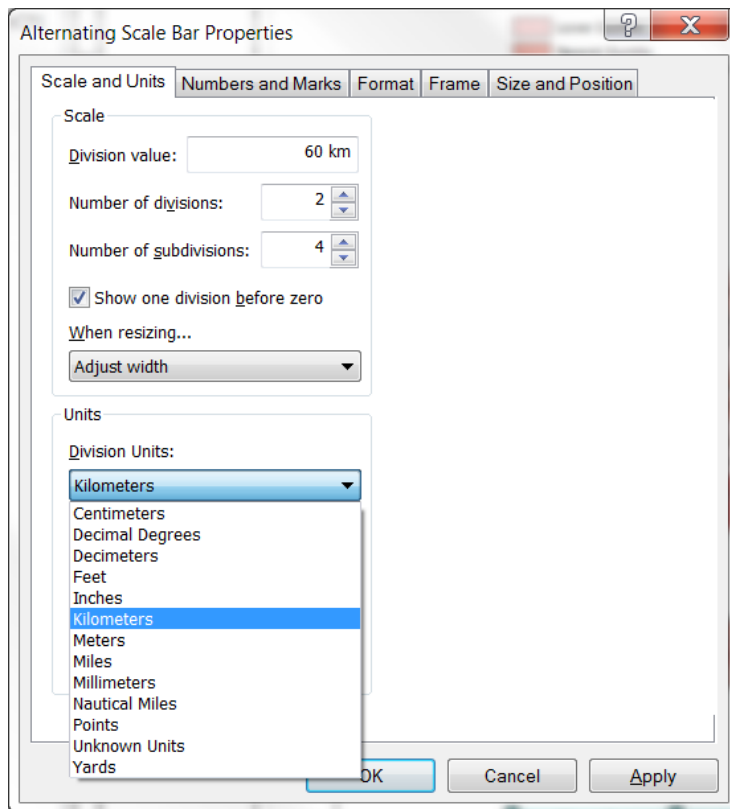 Alternating Scale Bar Properties
?
X
Scale and Units Numbers and Marks Format Frame Size and Position
Scale
Division value: 60 km
Number of divisions: 2
Number of subdivisions: 4
Show one division before zero
When resizing...
Adjust width
Units
Division Units:
Kilometers
Centimeters
Decimal Degrees
Decimeters
Feet
Inches
Kilometers
Meters
Miles
Millimeters
Nautical Miles
Points
Unknown Units
Yards
OK Cancel Apply